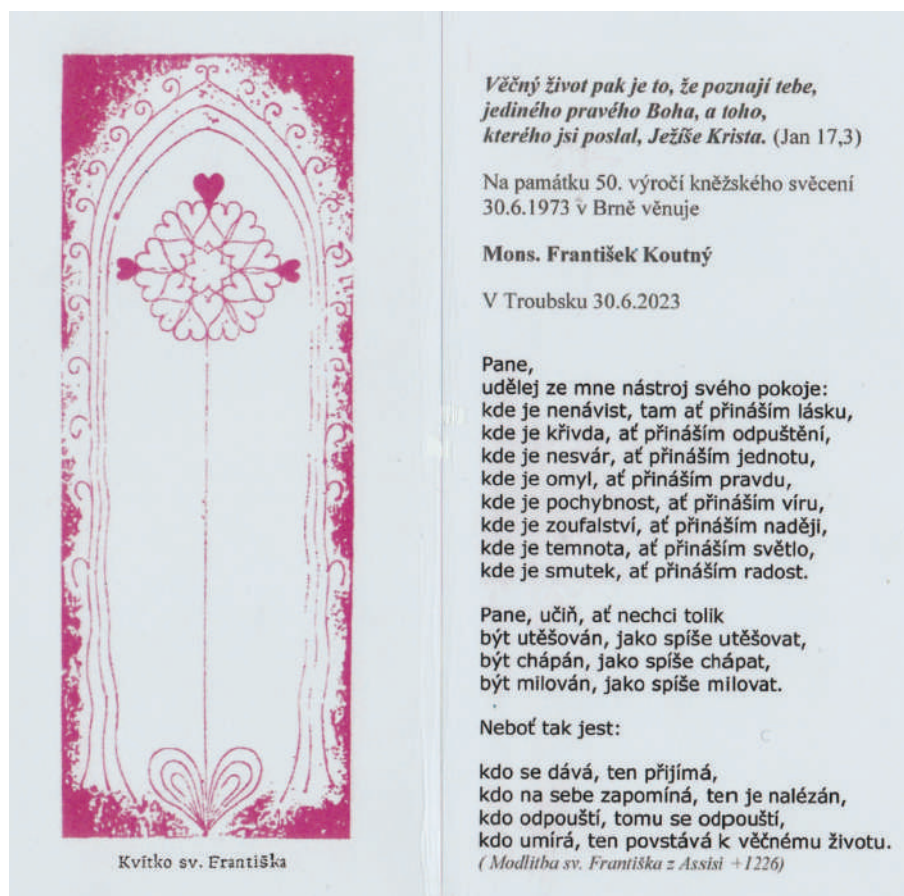 Kvítko sv. Františka
Věčný život pak je to, že poznají tebe,
jediného pravého Boha, a toho,
kterého jsi poslal, Ježíše Krista. (Jan 17,3)
Na památku 50. výročí kněžského svěcení
30.6.1973 v Brně věnuje
Mons. František Koutný
V Troubsku 30.6.2023
Pane,
udělej ze mne nástroj svého pokoje:
kde je nenávist, tam ať přináším lásku,
kde je křivda, ať přináším odpuštění,
kde je nesvár, ať přináším jednotu,
kde je omyl, ať přináším pravdu,
kde je pochybnost, ať přináším víru,
kde je zoufalství, ať přináším naději,
kde je temnota, ať přináším světlo,
kde je smutek, ať přináším radost.
Pane, učiň, ať nechci tolik
být utěšován, jako spíše utěšovat,
být chápán, jako spíše chápat,
být milován, jako spíše milovat.
Neboť tak jest:
kdo se dává, ten přijímá,
kdo na sebe zapomíná, ten je nalézán,
kdo odpouští, tomu se odpouští,
kdo umírá, ten povstává k věčnému životu.
( Modlitba sv. Františka z Assisi +1226)